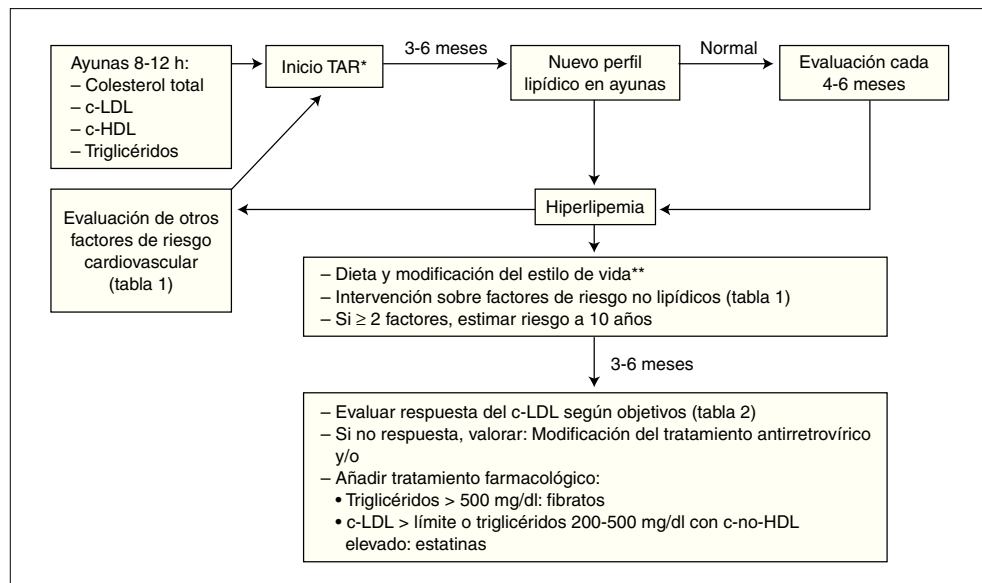 Ayunas 8-12 h:
– Colesterol total
– c-LDL
– c-HDL
– Triglicéridos
Inicio TAR*
3-6 meses
Nuevo perfil
lipídico en ayunas
Normal
Evaluación cada
4-6 meses
Evaluación de otros
factores de riesgo
cardiovascular
(tabla 1)
Hiperlipemia
– Dieta y modificación del estilo de vida**
– Intervención sobre factores de riesgo no lipídicos (tabla 1)
– Si ≥ 2 factores, estimar riesgo a 10 años
3-6 meses
– Evaluar respuesta del c-LDL según objetivos (tabla 2)
– Si no respuesta, valorar: Modificación del tratamiento antirretrovírico
y/o
– Añadir tratamiento farmacológico:
• Triglicéridos > 500 mg/dl: fibratos
• c-LDL > límite o triglicéridos 200-500 mg/dl con c-no-HDL
elevado: estatinas